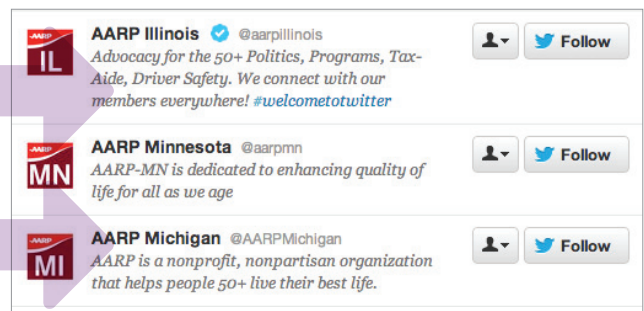 AARP
IL
AARP Illinois @aarpillinois
Advocacy for the 50+ Politics, Programs, Tax-
Aide, Driver Safety. We connect with our
members everywhere! #welcometotwitter
Follow
AARP
MN
AARP Minnesota @aarpmn
AARP-MN is dedicated to enhancing quality of
life for all as we age
Follow
AARP
MI
AARP Michigan @AARPMichigan
AARP is a nonprofit, nonpartisan organization
that helps people 50+ live their best life.
Follow